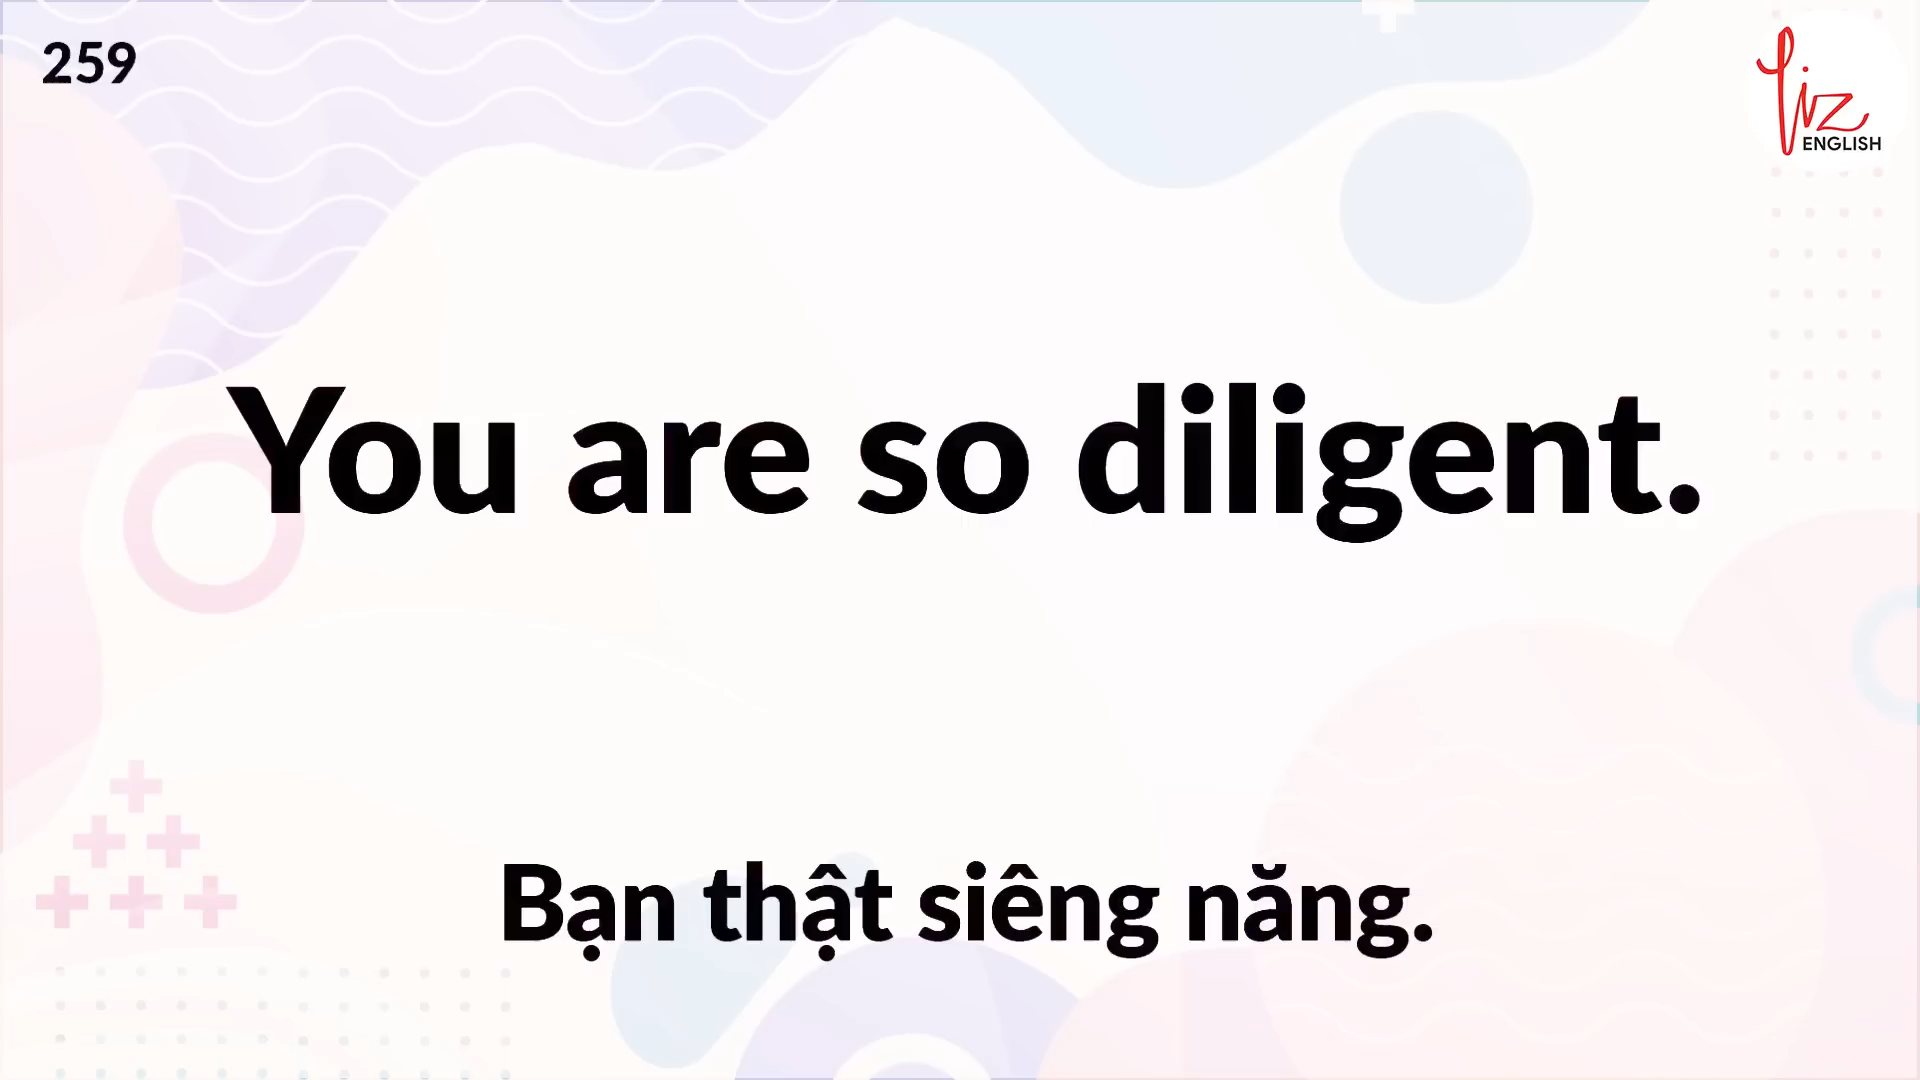 259
Liz
ENGLISH
You are so diligent.
Bạn thật siêng năng.